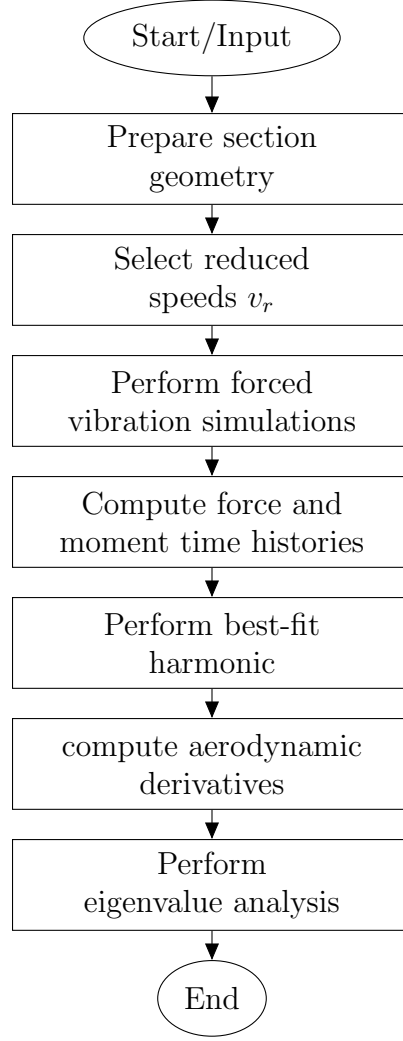 Start/Input
Prepare section
geometry
Select reduced
speeds v_r
Perform forced
vibration simulations
Compute force and
moment time histories
Perform best-fit
harmonic
compute aerodynamic
derivatives
Perform
eigenvalue analysis
End